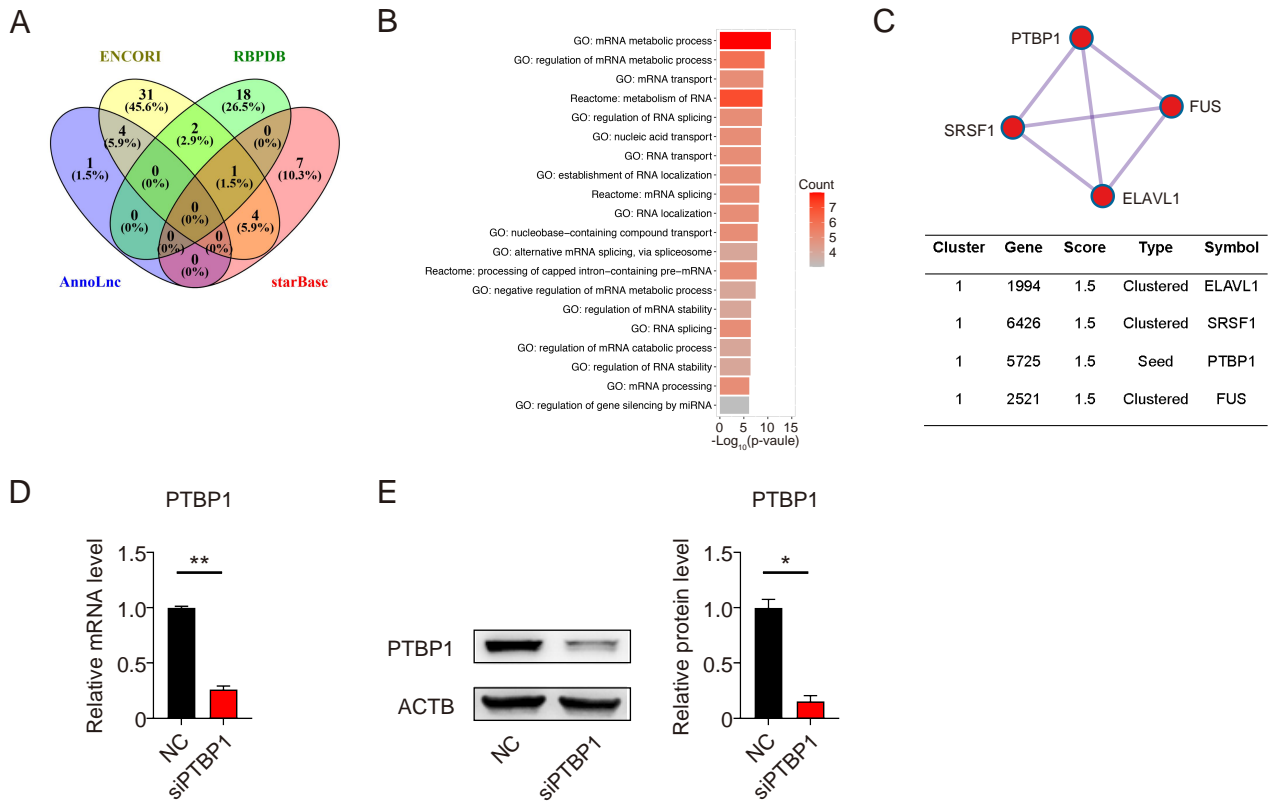 A
ENCORI
RBPDB
31
(45.6%)
18
(26.5%)
4
(5.9%)
2
(2.9%)
0
(0%)
1
(1.5%)
7
(10.3%)
0
(0%)
1
(1.5%)
0
(0%)
0
(0%)
4
(5.9%)
0
(0%)
0
(0%)
0
(0%)
AnnoLnc
starBase
B
GO: mRNA metabolic process
GO: regulation of mRNA metabolic process
GO: mRNA transport
Reactome: metabolism of RNA
GO: regulation of RNA splicing
GO: nucleic acid transport
GO: RNA transport
GO: establishment of RNA localization
Reactome: mRNA splicing
GO: RNA localization
GO: nucleobase−containing compound transport
GO: alternative mRNA splicing, via spliceosome
Reactome: processing of capped intron−containing pre−mRNA
GO: negative regulation of mRNA metabolic process
GO: regulation of mRNA stability
GO: RNA splicing
GO: regulation of mRNA catabolic process
GO: regulation of RNA stability
GO: mRNA processing
GO: regulation of gene silencing by miRNA
0 5 10 15
-Log10(p-vaule)
Count
7
6
5
4
C
PTBP1
FUS
SRSF1
ELAVL1
Cluster Gene Score Type Symbol
1 1994 1.5 Clustered ELAVL1
1 6426 1.5 Clustered SRSF1
1 5725 1.5 Seed PTBP1
1 2521 1.5 Clustered FUS
D
PTBP1
Relative mRNA level
1.5
1.0
0.5
0
**
NC
siPTBP1
E
PTBP1
ACTB
NC
siPTBP1
PTBP1
Relative protein level
1.5
1.0
0.5
0
*
NC
siPTBP1